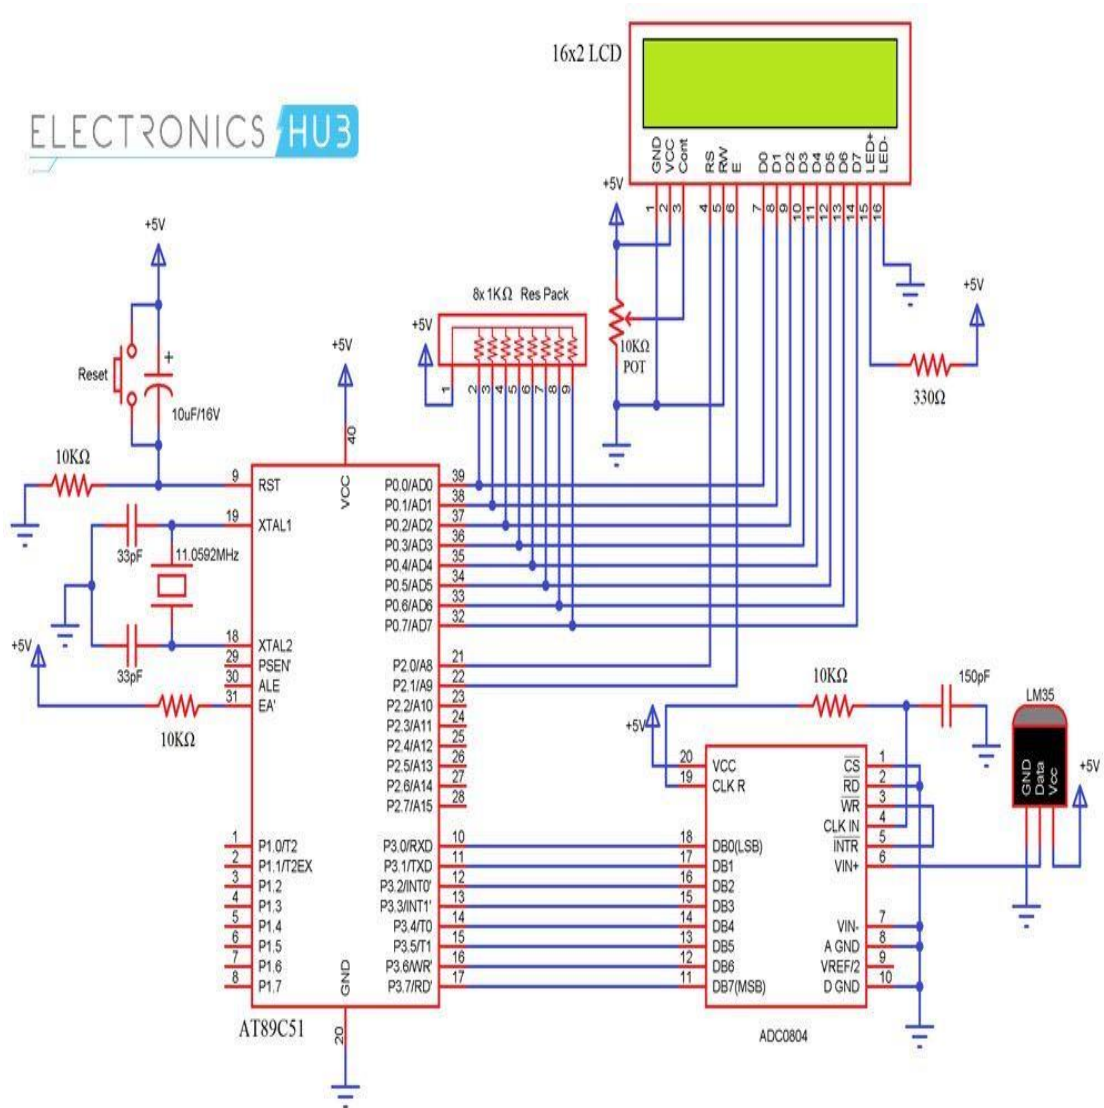 16x2 LCD
ELECTRONICS HUB
GND VCC Cont RS RW E D0 D1 D2 D3 D4 D5 D6 D7 LED+ LED-
1 2 3 4 5 6 7 8 9 10 11 12 13 14 15 16
+5V
+5V
8x 1KΩ Res Pack
+5V
1 2 3 4 5 6 7 8 9
10KΩ
POT
+5V
330Ω
Reset
+
10uF/16V
+5V
40
VCC
10KΩ
9 RST
19 XTAL1
33pF
11.0592MHz
33pF
18 XTAL2
29 PSEN'
30 ALE
31 EA'
+5V
10KΩ
1 P1.0/T2
2 P1.1/T2EX
3 P1.2
4 P1.3
5 P1.4
6 P1.5
7 P1.6
8 P1.7
P0.0/AD0 39
P0.1/AD1 38
P0.2/AD2 37
P0.3/AD3 36
P0.4/AD4 35
P0.5/AD5 34
P0.6/AD6 33
P0.7/AD7 32
P2.0/A8 21
P2.1/A9 22
P2.2/A10 23
P2.3/A11 24
P2.4/A12 25
P2.5/A13 26
P2.6/A14 27
P2.7/A15 28
P3.0/RXD 10
P3.1/TXD 11
P3.2/INT0' 12
P3.3/INT1' 13
P3.4/T0 14
P3.5/T1 15
P3.6/WR' 16
P3.7/RD' 17
GND
20
AT89C51
10KΩ
150pF
+5V
20 VCC
19 CLK R
18 DB0(LSB)
17 DB1
16 DB2
15 DB3
14 DB4
13 DB5
12 DB6
11 DB7(MSB)
CS 1
RD 2
WR 3
CLK IN 4
INTR 5
VIN+ 6
VIN- 7
A GND 8
VREF/2 9
D GND 10
ADC0804
LM35
GND Data Vcc
+5V